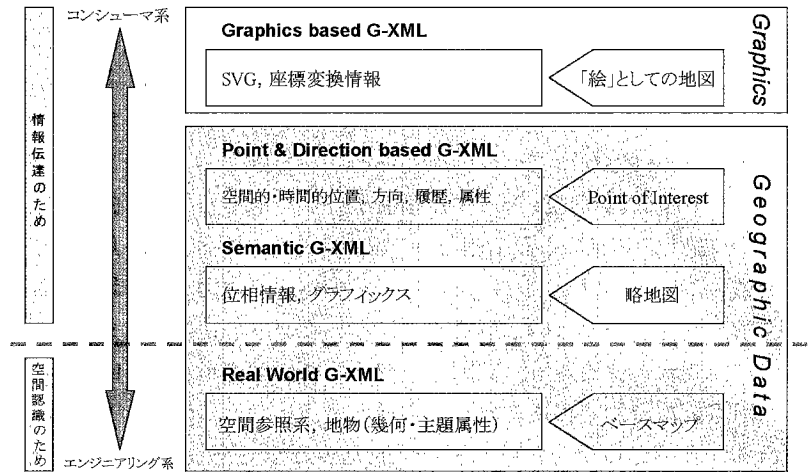 コンシューマ系
Graphics based G-XML
SVG, 座標変換情報
「絵」としての地図
Graphics
情報伝達のため
Point & Direction based G-XML
空間的・時間的位置, 方向, 履歴, 属性
Point of Interest
Semantic G-XML
位相情報, グラフィックス
略地図
Geographic Data
空間認識のため
Real World G-XML
空間参照系, 地物(幾何・主題属性)
ベースマップ
エンジニアリング系